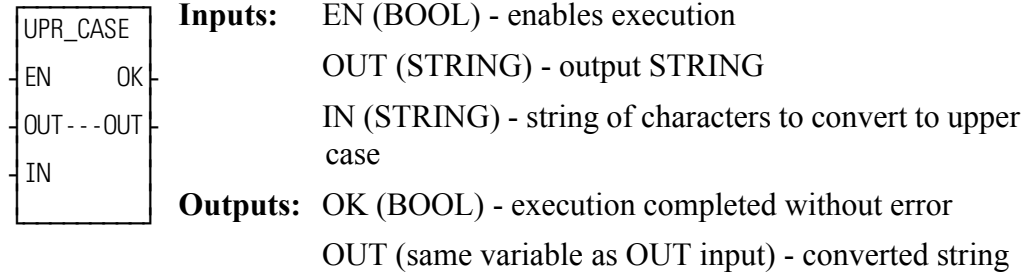 UPR_CASE
EN OK
OUT---OUT
IN
Inputs: EN (BOOL) - enables execution
OUT (STRING) - output STRING
IN (STRING) - string of characters to convert to upper
case
Outputs: OK (BOOL) - execution completed without error
OUT (same variable as OUT input) - converted string